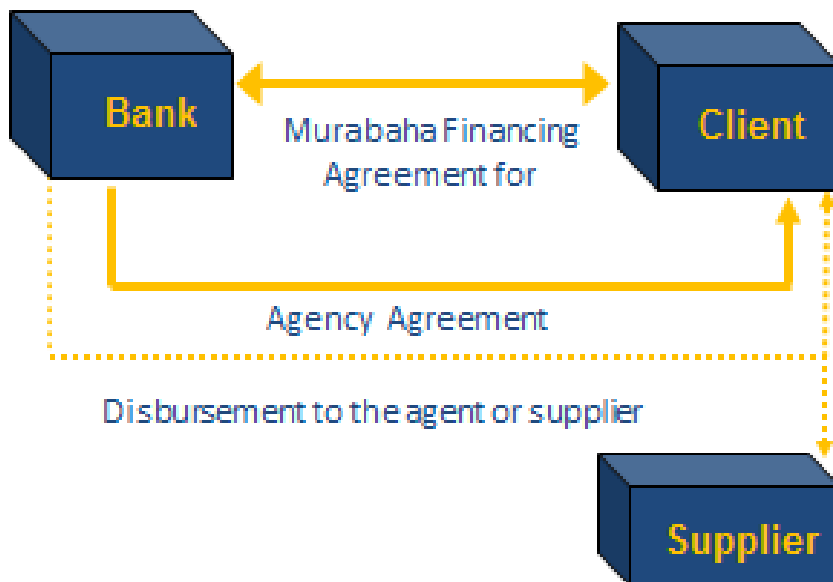 Bank
Client
Murabaha Financing
Agreement for
Agency Agreement
Disbursement to the agent or supplier
Supplier